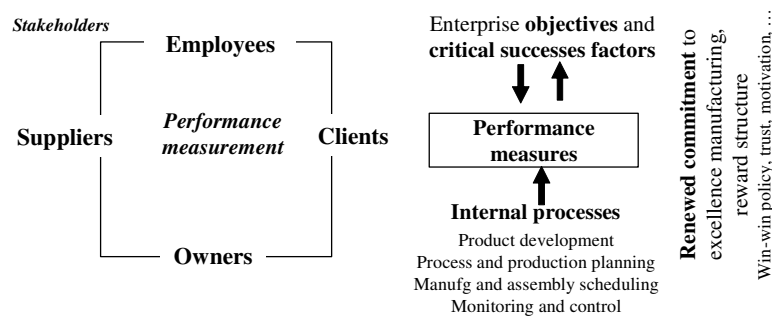 Stakeholders
Employees
Suppliers
Performance
measurement
Clients
Owners
Enterprise objectives and
critical successes factors
Performance
measures
Internal processes
Product development
Process and production planning
Manufg and assembly scheduling
Monitoring and control
Renewed commitment to
excellence manufacturing,
reward structure
Win-win policy, trust, motivation, …